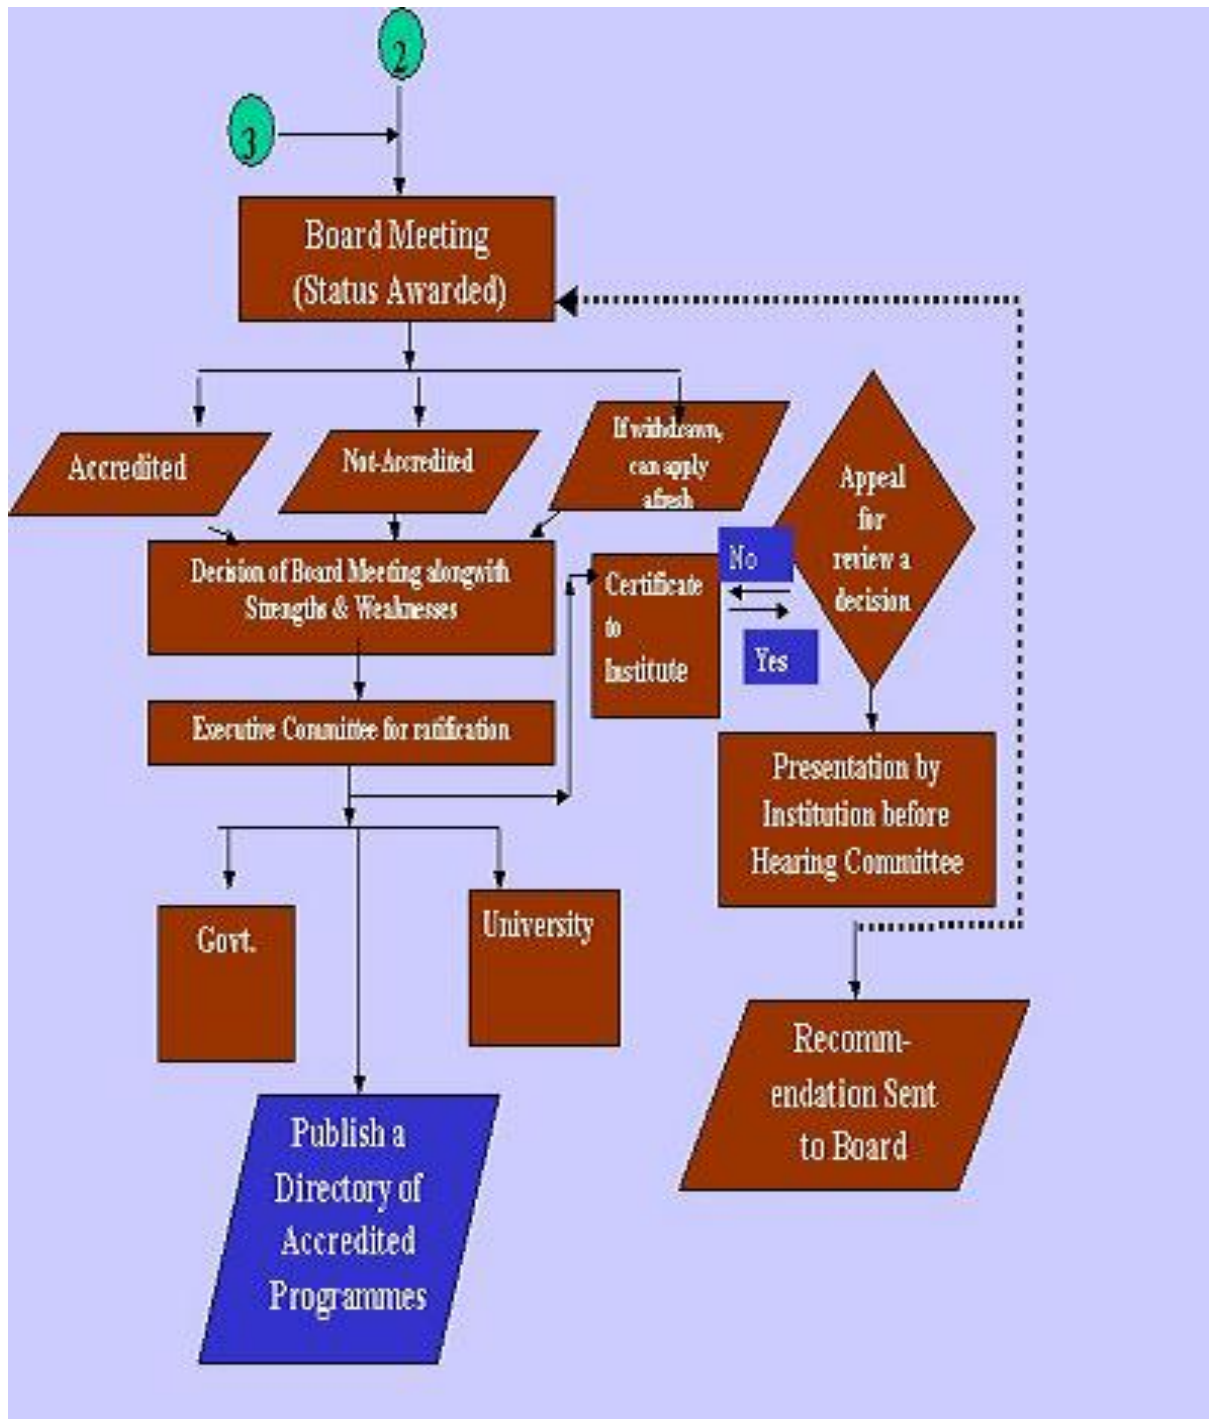 2
3
Board Meeting
(Status Awarded)
Accredited
Not-Accredited
If withdrawn,
can apply
afresh
Appeal
for
review a
decision
No
Yes
Decision of Board Meeting alongwith
Strengths & Weaknesses
Certificate
to
Institute
Executive Committee for ratification
Presentation by
Institution before
Hearing Committee
Govt.
University
Recomm-
endation Sent
to Board
Publish a
Directory of
Accredited
Programmes